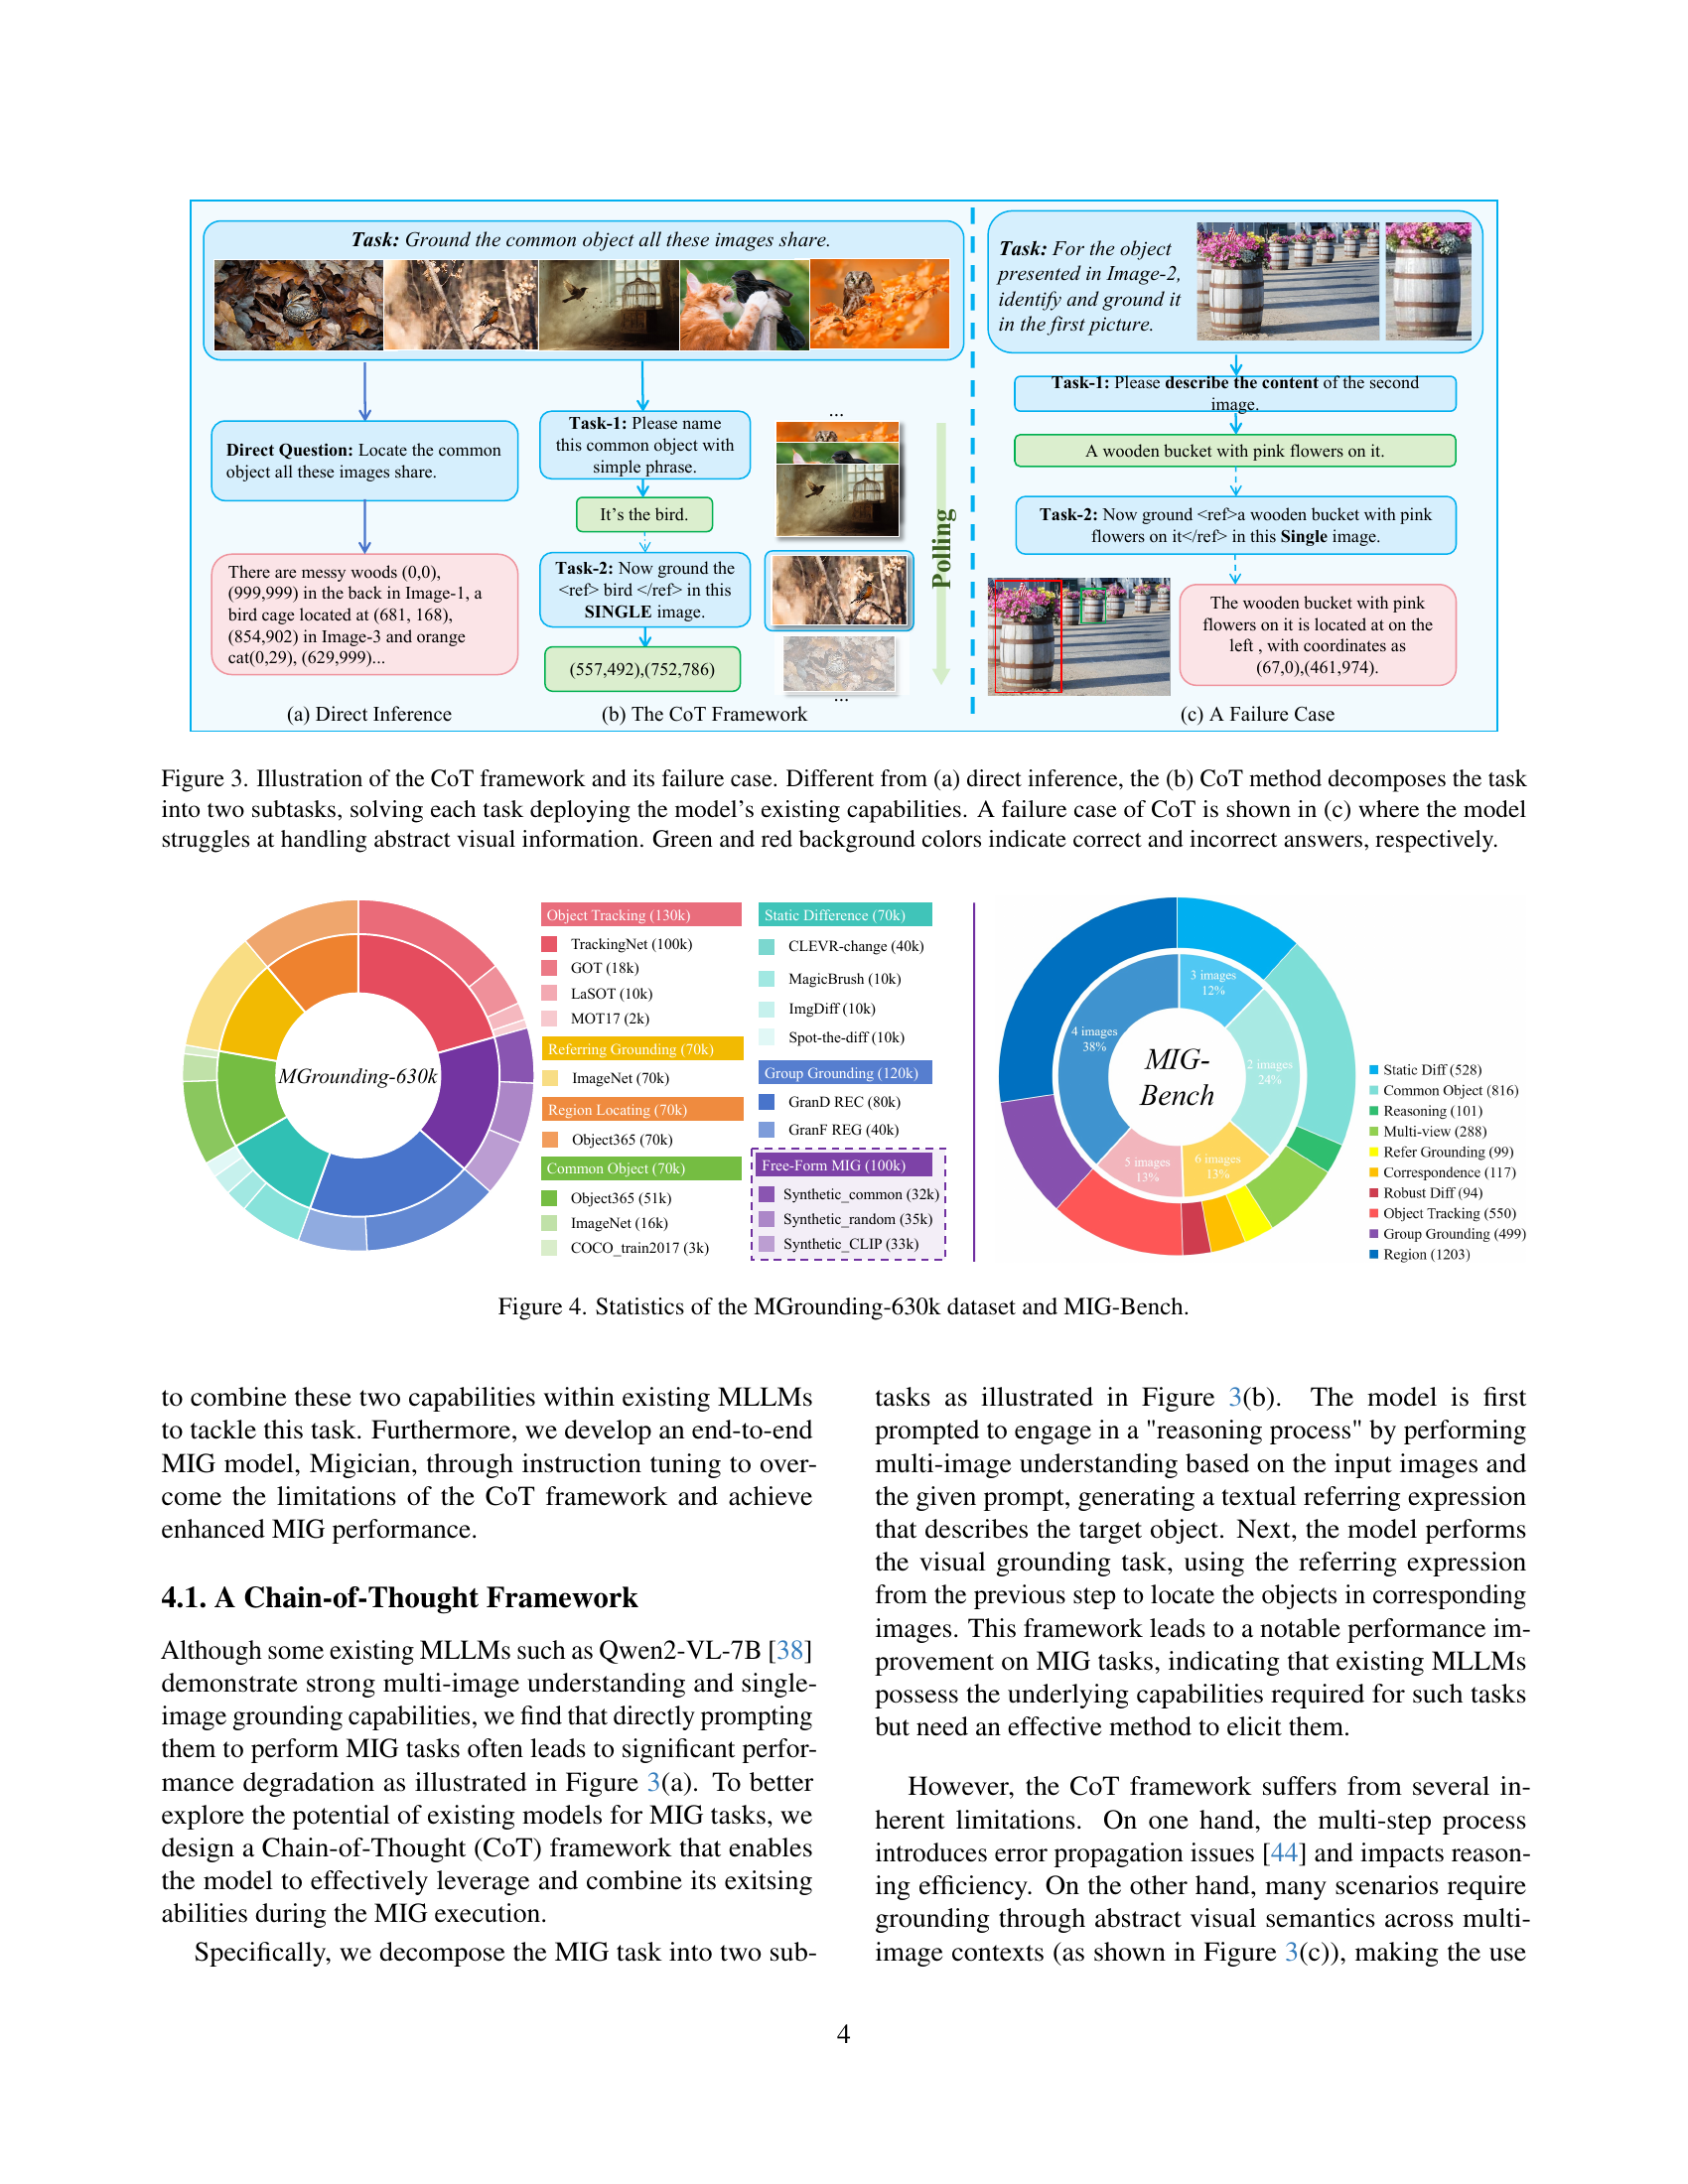 Task: Ground the common object all these images share.
Direct Question: Locate the common
object all these images share.
There are messy woods (0,0),
(999,999) in the back in Image-1, a
bird cage located at (681, 168),
(854,902) in Image-3 and orange
cat(0,29), (629,999)...
(a) Direct Inference
Task-1: Please name
this common object with
simple phrase.
It's the bird.
Task-2: Now ground the
<ref> bird </ref> in this
SINGLE image.
(557,492),(752,786)
...
Polling
...
(b) The CoT Framework
Task: For the object
presented in Image-2,
identify and ground it
in the first picture.
Task-1: Please describe the content of the second
image.
A wooden bucket with pink flowers on it.
Task-2: Now ground <ref>a wooden bucket with pink
flowers on it</ref> in this Single image.
The wooden bucket with pink
flowers on it is located at on the
left , with coordinates as
(67,0),(461,974).
(c) A Failure Case
Figure 3. Illustration of the CoT framework and its failure case. Different from (a) direct inference, the (b) CoT method decomposes the task
into two subtasks, solving each task deploying the model's existing capabilities. A failure case of CoT is shown in (c) where the model
struggles at handling abstract visual information. Green and red background colors indicate correct and incorrect answers, respectively.
MGrounding-630k
Object Tracking (130k)
TrackingNet (100k)
GOT (18k)
LaSOT (10k)
MOT17 (2k)
Referring Grounding (70k)
ImageNet (70k)
Region Locating (70k)
Object365 (70k)
Common Object (70k)
Object365 (51k)
ImageNet (16k)
COCO_train2017 (3k)
Static Difference (70k)
CLEVR-change (40k)
MagicBrush (10k)
ImgDiff (10k)
Spot-the-diff (10k)
Group Grounding (120k)
GranD REC (80k)
GranF REG (40k)
Free-Form MIG (100k)
Synthetic_common (32k)
Synthetic_random (35k)
Synthetic_CLIP (33k)
3 images
12%
4 images
38%
2 images
24%
MIG-
Bench
5 images
13%
6 images
13%
Static Diff (528)
Common Object (816)
Reasoning (101)
Multi-view (288)
Refer Grounding (99)
Correspondence (117)
Robust Diff (94)
Object Tracking (550)
Group Grounding (499)
Region (1203)
Figure 4. Statistics of the MGrounding-630k dataset and MIG-Bench.
to combine these two capabilities within existing MLLMs
to tackle this task. Furthermore, we develop an end-to-end
MIG model, Migician, through instruction tuning to over-
come the limitations of the CoT framework and achieve
enhanced MIG performance.
4.1. A Chain-of-Thought Framework
Although some existing MLLMs such as Qwen2-VL-7B [38]
demonstrate strong multi-image understanding and single-
image grounding capabilities, we find that directly prompting
them to perform MIG tasks often leads to significant perfor-
mance degradation as illustrated in Figure 3(a). To better
explore the potential of existing models for MIG tasks, we
design a Chain-of-Thought (CoT) framework that enables
the model to effectively leverage and combine its exitsing
abilities during the MIG execution.
Specifically, we decompose the MIG task into two sub-
tasks as illustrated in Figure 3(b). The model is first
prompted to engage in a "reasoning process" by performing
multi-image understanding based on the input images and
the given prompt, generating a textual referring expression
that describes the target object. Next, the model performs
the visual grounding task, using the referring expression
from the previous step to locate the objects in corresponding
images. This framework leads to a notable performance im-
provement on MIG tasks, indicating that existing MLLMs
possess the underlying capabilities required for such tasks
but need an effective method to elicit them.
However, the CoT framework suffers from several in-
herent limitations. On one hand, the multi-step process
introduces error propagation issues [44] and impacts reason-
ing efficiency. On the other hand, many scenarios require
grounding through abstract visual semantics across multi-
image contexts (as shown in Figure 3(c)), making the use
4